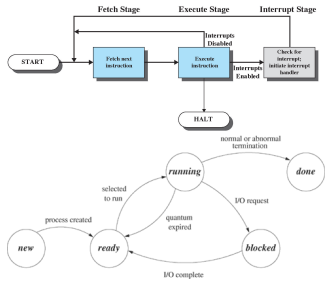 Fetch Stage
Execute Stage
Interrupt Stage
START
Fetch next
instruction
Execute
instruction
Interrupts
Disabled
Interrupts
Enabled
Check for
interrupt;
initiate interrupt
handler
HALT
normal or abnormal
termination
running
done
selected
to run
I/O request
quantum
expired
process created
new
ready
blocked
I/O complete